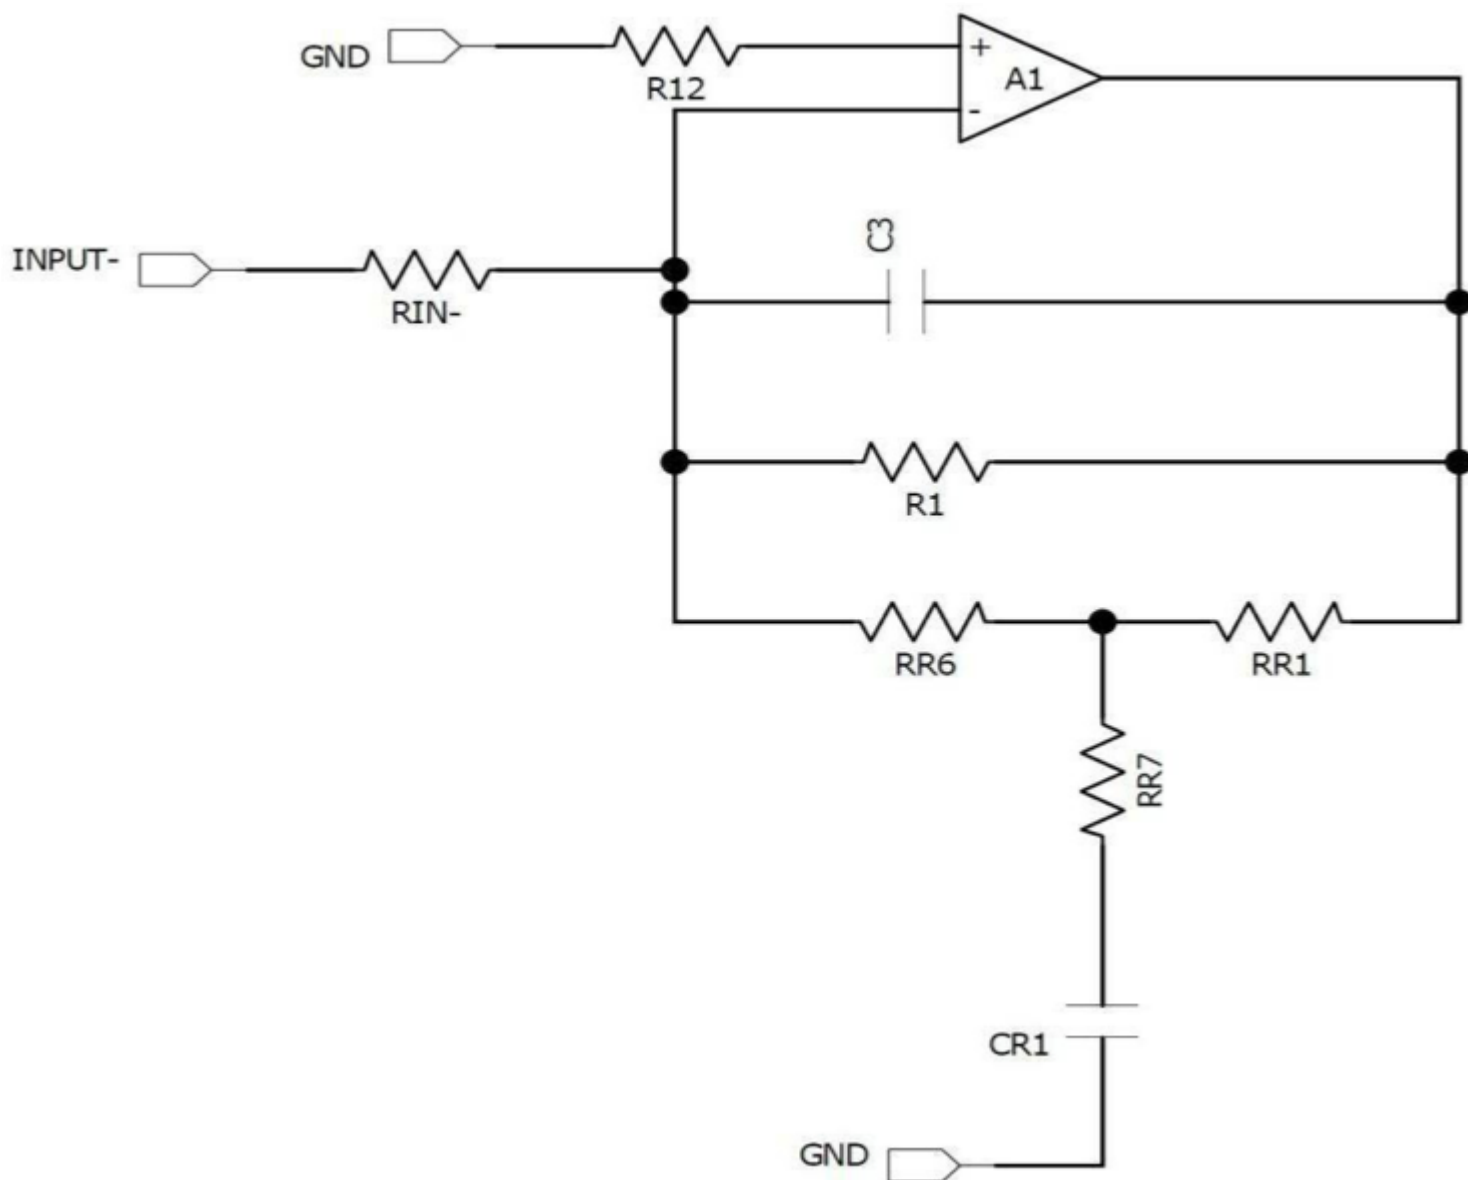 GND
R12
+
A1
-
C3
INPUT-
RIN-
R1
RR6
RR1
RR7
CR1
GND